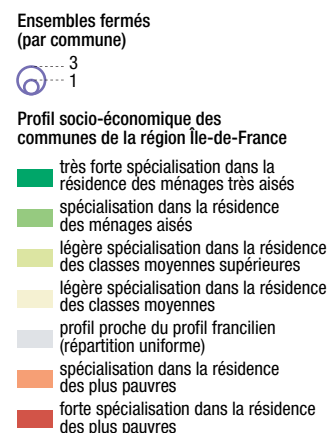 Ensembles fermés
(par commune)
3
1
Profil socio-économique des
communes de la région Île-de-France
très forte spécialisation dans la
résidence des ménages très aisés
spécialisation dans la résidence
des ménages aisés
légère spécialisation dans la résidence
des classes moyennes supérieures
légère spécialisation dans la résidence
des classes moyennes
profil proche du profil francilien
(répartition uniforme)
spécialisation dans la résidence
des plus pauvres
forte spécialisation dans la résidence
des plus pauvres